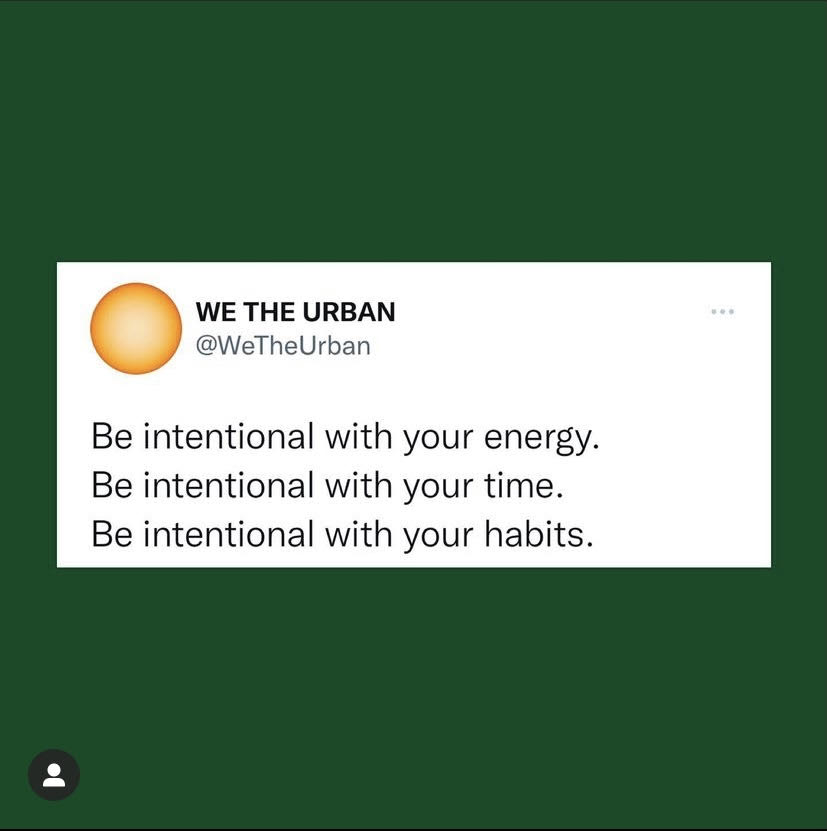 WE THE URBAN
@WeTheUrban
Be intentional with your energy.
Be intentional with your time.
Be intentional with your habits.